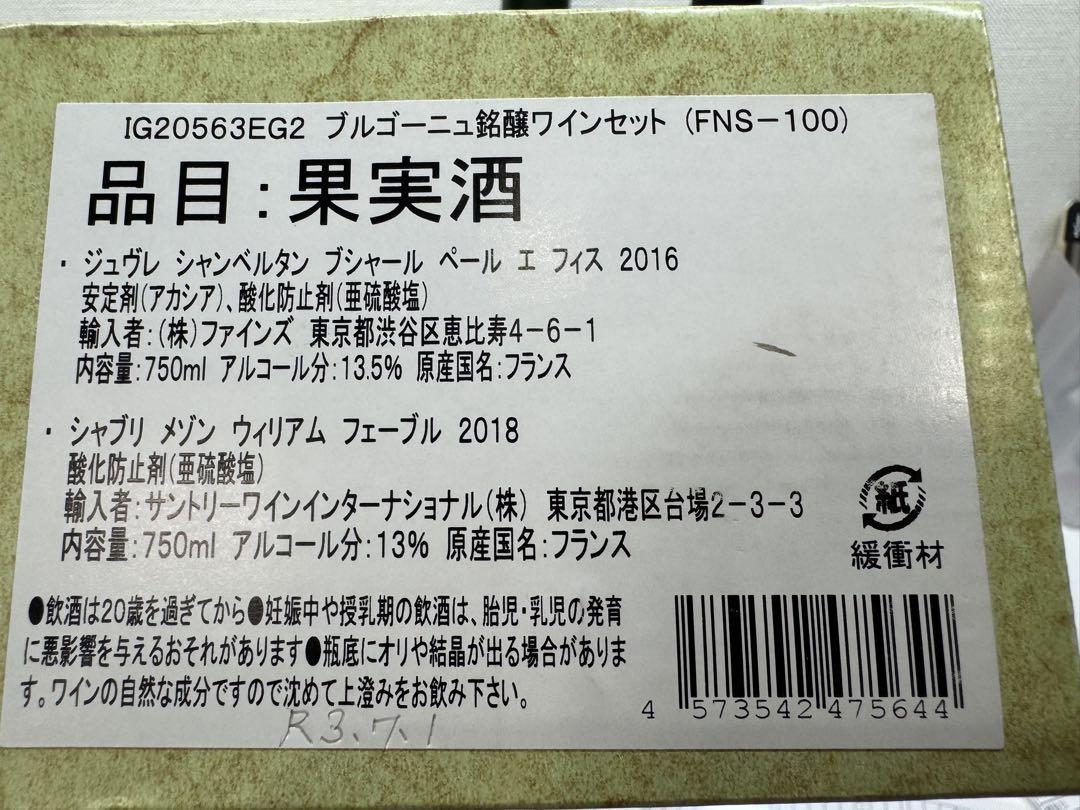 IG20563EG2 ブルゴーニュ銘醸ワインセット (FNS-100)
品目:果実酒
・ジュヴレ シャンベルタン ブシャール ペール エ フィス 2016
安定剤(アカシア)、酸化防止剤(亜硫酸塩)
輸入者:(株)ファインズ 東京都渋谷区恵比寿4-6-1
内容量:750ml アルコール分:13.5% 原産国名:フランス
・シャブリ メゾン ウィリアム フェーブル 2018
酸化防止剤(亜硫酸塩)
輸入者:サントリーワインインターナショナル(株) 東京都港区台場2-3-3
内容量:750ml アルコール分:13% 原産国名:フランス
紙
緩衝材
●飲酒は20歳を過ぎてから●妊娠中や授乳期の飲酒は、胎児・乳児の発育
に悪影響を与えるおそれがあります●瓶底にオリや結晶が出る場合がありま
す。ワインの自然な成分ですので沈めて上澄みをお飲み下さい。
4 573542 475644
R3.7.1